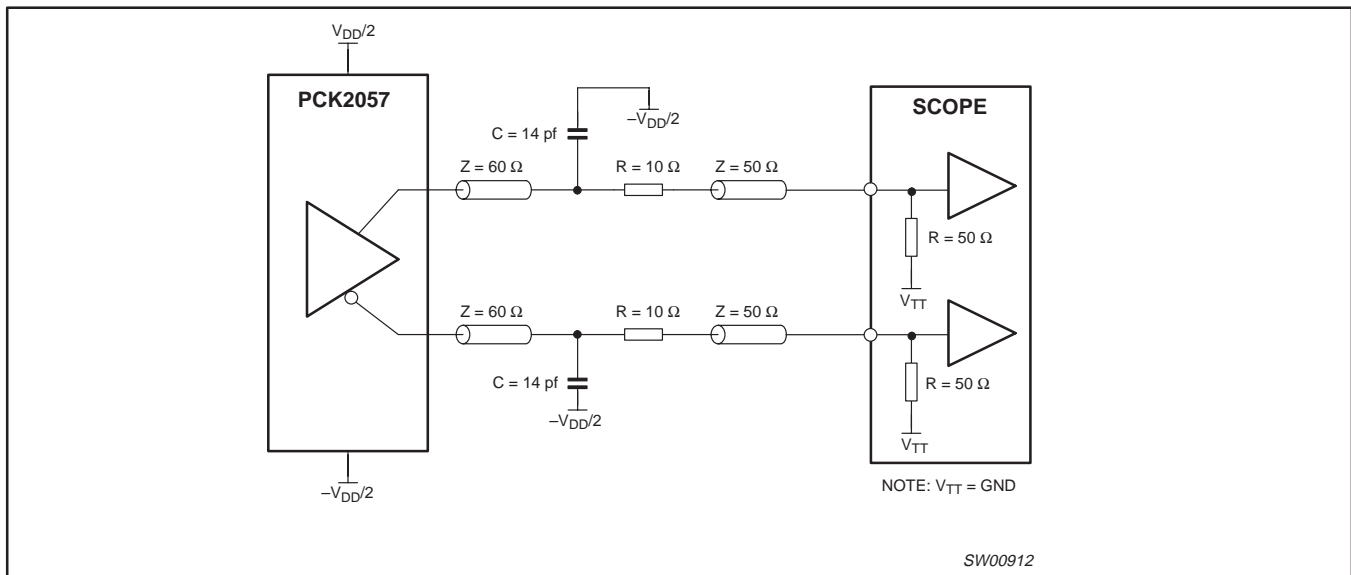 V_DD/2
PCK2057
SCOPE
–V_DD/2
C = 14 pf
Z = 60 Ω
R = 10 Ω
Z = 50 Ω
R = 50 Ω
V_TT
Z = 60 Ω
R = 10 Ω
Z = 50 Ω
C = 14 pf
–V_DD/2
R = 50 Ω
V_TT
–V_DD/2
NOTE: V_TT = GND
SW00912